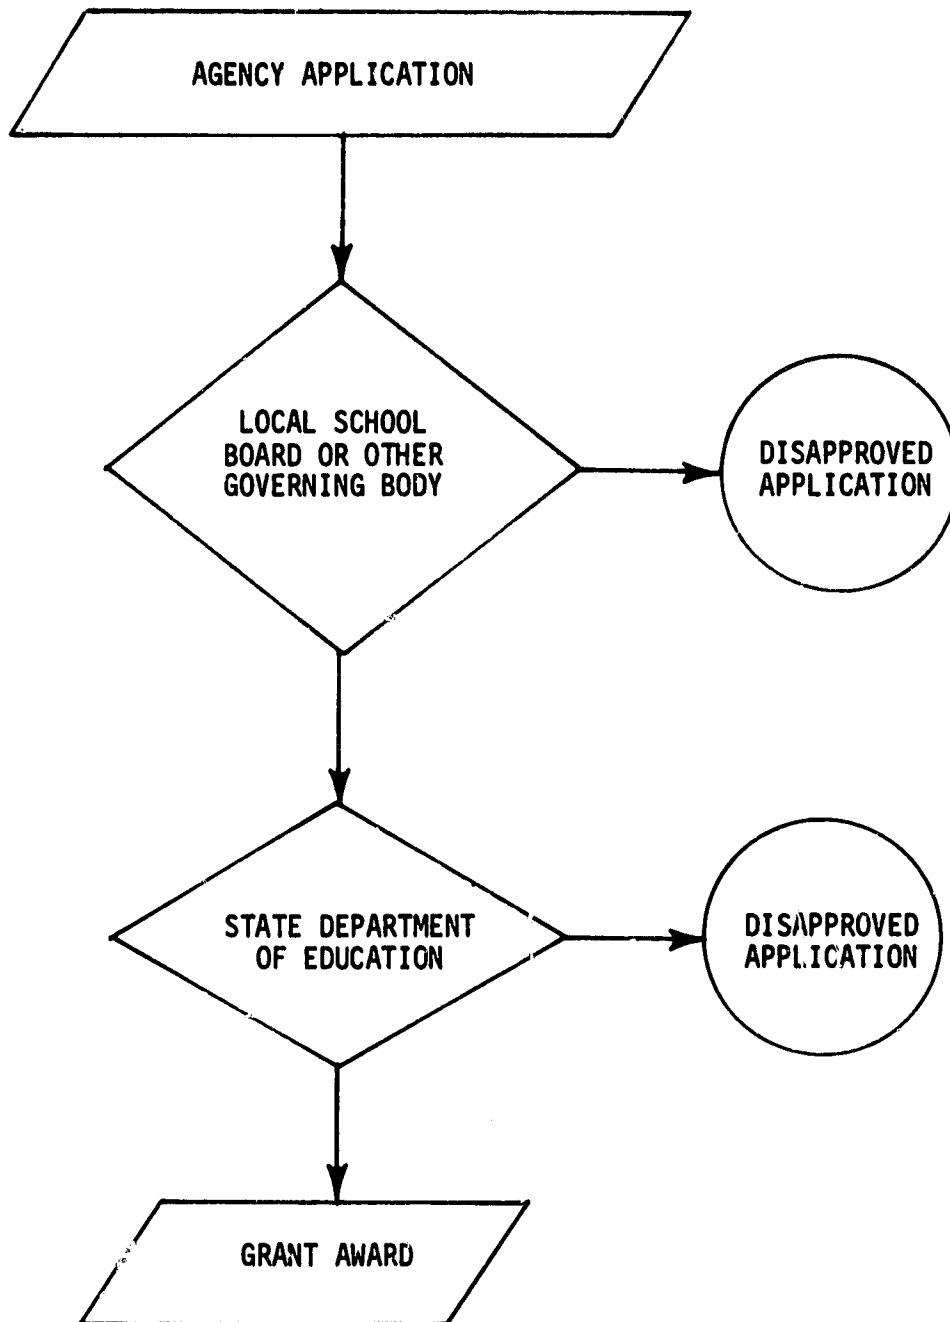 AGENCY APPLICATION
LOCAL SCHOOL
BOARD OR OTHER
GOVERNING BODY
DISAPPROVED
APPLICATION
STATE DEPARTMENT
OF EDUCATION
DISAPPROVED
APPLICATION
GRANT AWARD